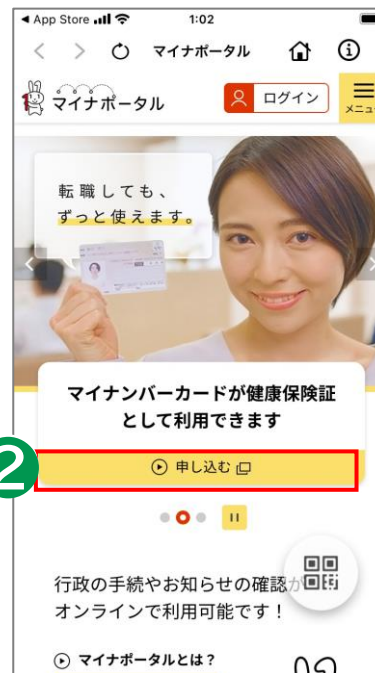 ◀ App Store 1:02
マイナポータル
マイナポータル
ログイン
メニュー
転職しても、
ずっと使えます。
マイナンバーカードが健康保険証
として利用できます
2
申し込む
行政の手続やお知らせの確認が
オンラインで利用可能です！
マイナポータルとは？